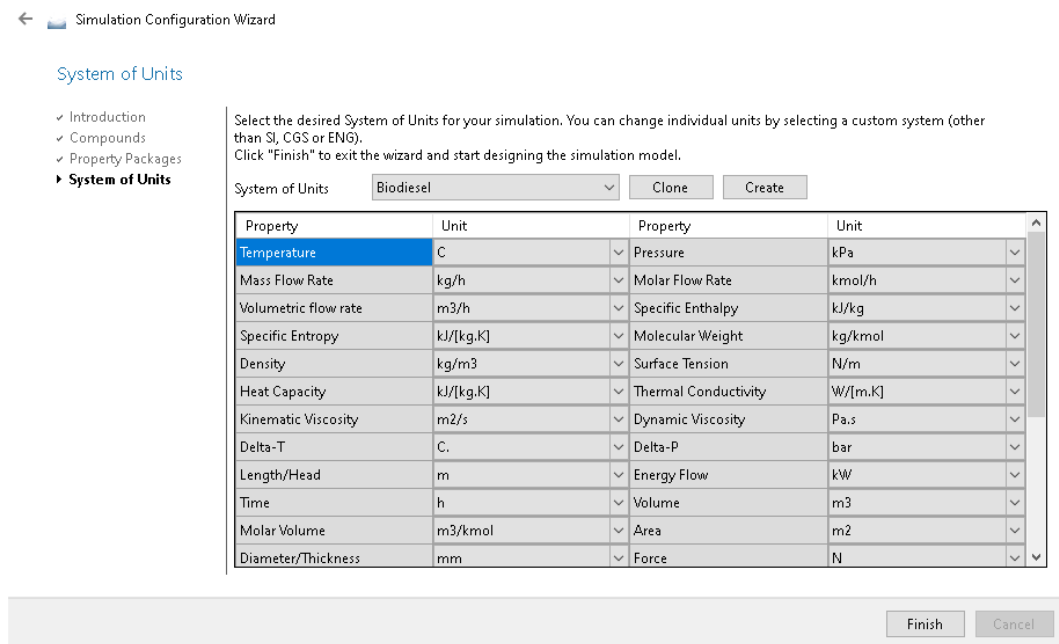 Simulation Configuration Wizard
System of Units
Introduction
Compounds
Property Packages
System of Units
Select the desired System of Units for your simulation. You can change individual units by selecting a custom system (other
than SI, CGS or ENG).
Click "Finish" to exit the wizard and start designing the simulation model.
System of Units Biodiesel Clone Create
Property Unit Property Unit
Temperature C Pressure kPa
Mass Flow Rate kg/h Molar Flow Rate kmol/h
Volumetric flow rate m3/h Specific Enthalpy kJ/kg
Specific Entropy kJ/[kg.K] Molecular Weight kg/kmol
Density kg/m3 Surface Tension N/m
Heat Capacity kJ/[kg.K] Thermal Conductivity W/[m.K]
Kinematic Viscosity m2/s Dynamic Viscosity Pa.s
Delta-T C. Delta-P bar
Length/Head m Energy Flow kW
Time h Volume m3
Molar Volume m3/kmol Area m2
Diameter/Thickness mm Force N
Finish Cancel